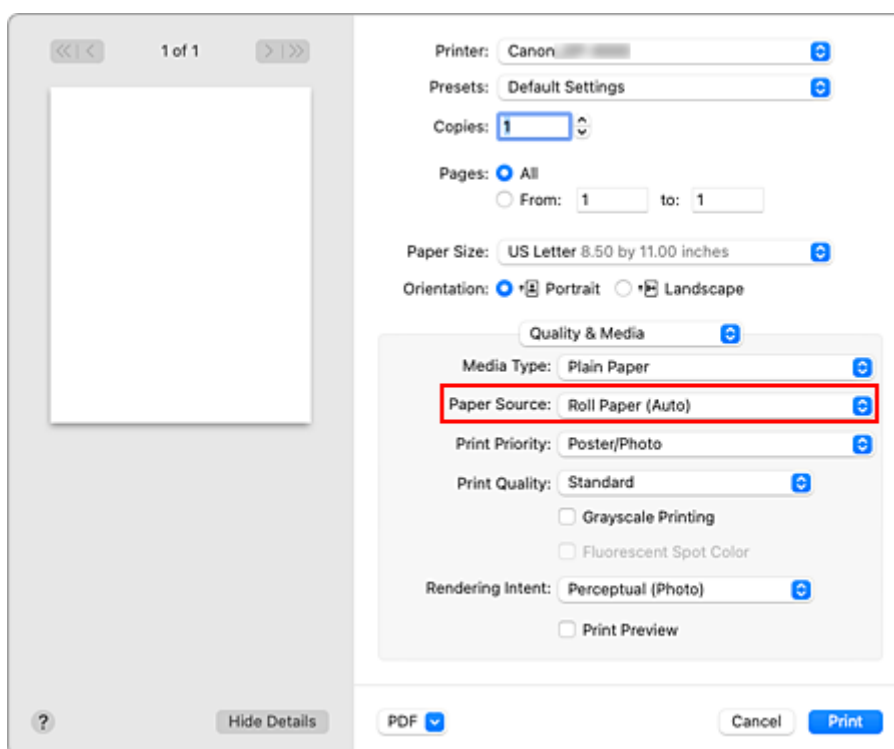 1 of 1
Printer: Canon
Presets: Default Settings
Copies: 1
Pages: All
From: 1 to: 1
Paper Size: US Letter 8.50 by 11.00 inches
Orientation: Portrait Landscape
Quality & Media
Media Type: Plain Paper
Paper Source: Roll Paper (Auto)
Print Priority: Poster/Photo
Print Quality: Standard
Grayscale Printing
Fluorescent Spot Color
Rendering Intent: Perceptual (Photo)
Print Preview
? Hide Details PDF Cancel Print